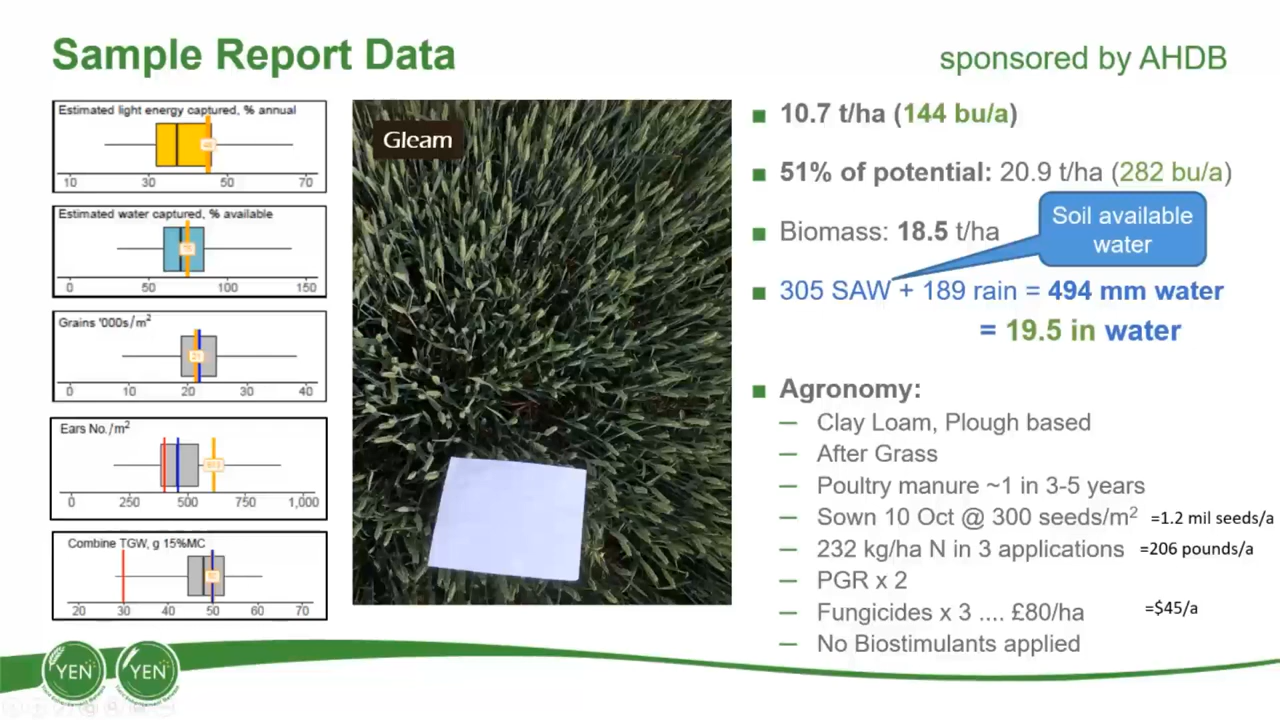 Sample Report Data
sponsored by AHDB
Estimated light energy captured, % annual
10 30 50 70
Estimated water captured, % available
0 50 100 150
Grains '000s/m²
0 10 20 30 40
Ears No./m²
0 250 500 750 1,000
Combine TGW, g 15%MC
20 30 40 50 60 70
Gleam
■ 10.7 t/ha (144 bu/a)
■ 51% of potential: 20.9 t/ha (282 bu/a)
■ Biomass: 18.5 t/ha
Soil available
water
■ 305 SAW + 189 rain = 494 mm water
= 19.5 in water
■ Agronomy:
– Clay Loam, Plough based
– After Grass
– Poultry manure ~1 in 3-5 years
– Sown 10 Oct @ 300 seeds/m² =1.2 mil seeds/a
– 232 kg/ha N in 3 applications =206 pounds/a
– PGR x 2
– Fungicides x 3 .... £80/ha =$45/a
– No Biostimulants applied
YEN YEN